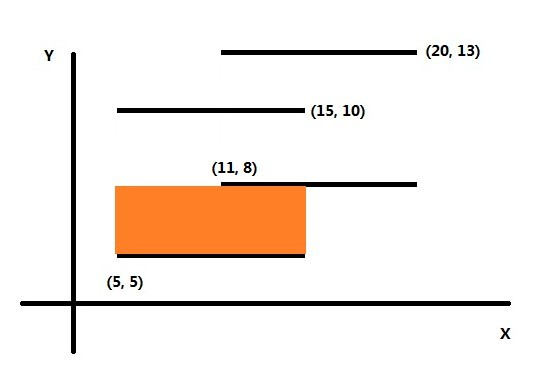 Y
(20, 13)
(15, 10)
(11, 8)
(5, 5)
X